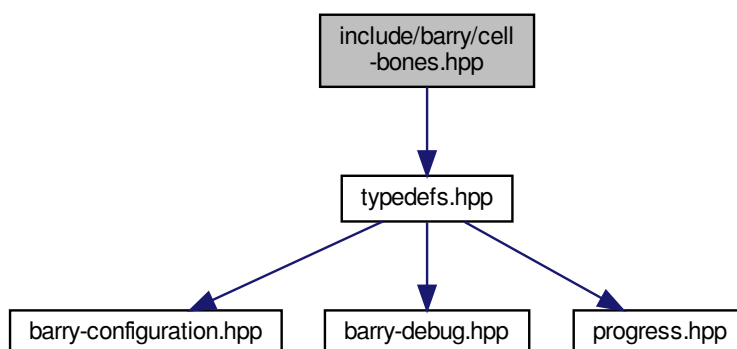 include/barry/cell
-bones.hpp
typedefs.hpp
barry-configuration.hpp
barry-debug.hpp
progress.hpp